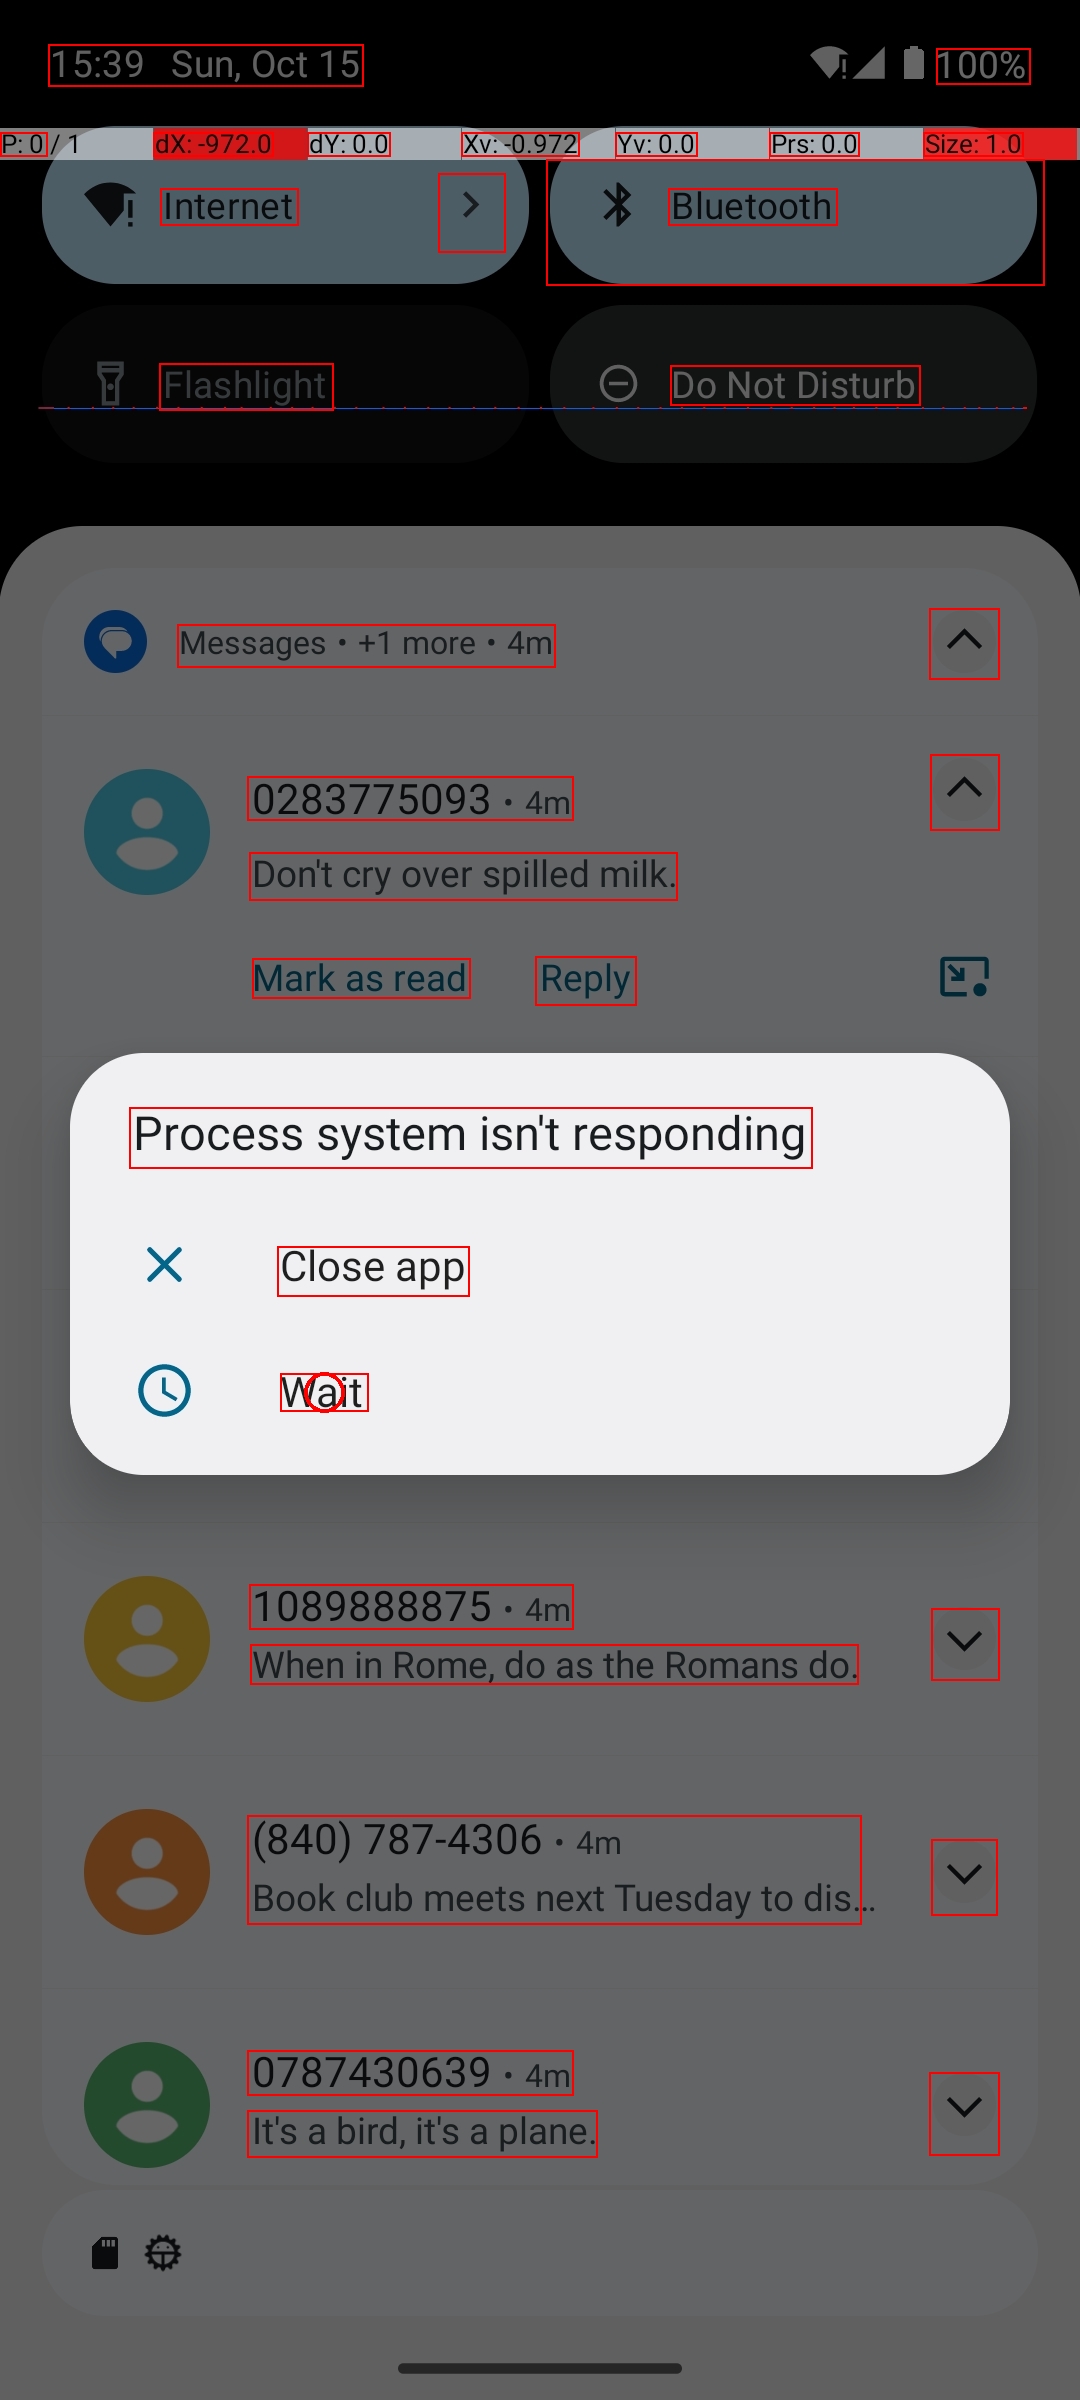 15:39 Sun, Oct 15 100%
P: 0 / 1 dX: -972.0 dY: 0.0 Xv: -0.972 Yv: 0.0 Prs: 0.0 Size: 1.0
Internet Bluetooth
Flashlight Do Not Disturb
Messages • +1 more • 4m
0283775093 • 4m
Don't cry over spilled milk.
Mark as read Reply
Process system isn't responding
Close app
Wait
1089888875 • 4m
When in Rome, do as the Romans do.
(840) 787-4306 • 4m
Book club meets next Tuesday to dis...
0787430639 • 4m
It's a bird, it's a plane.